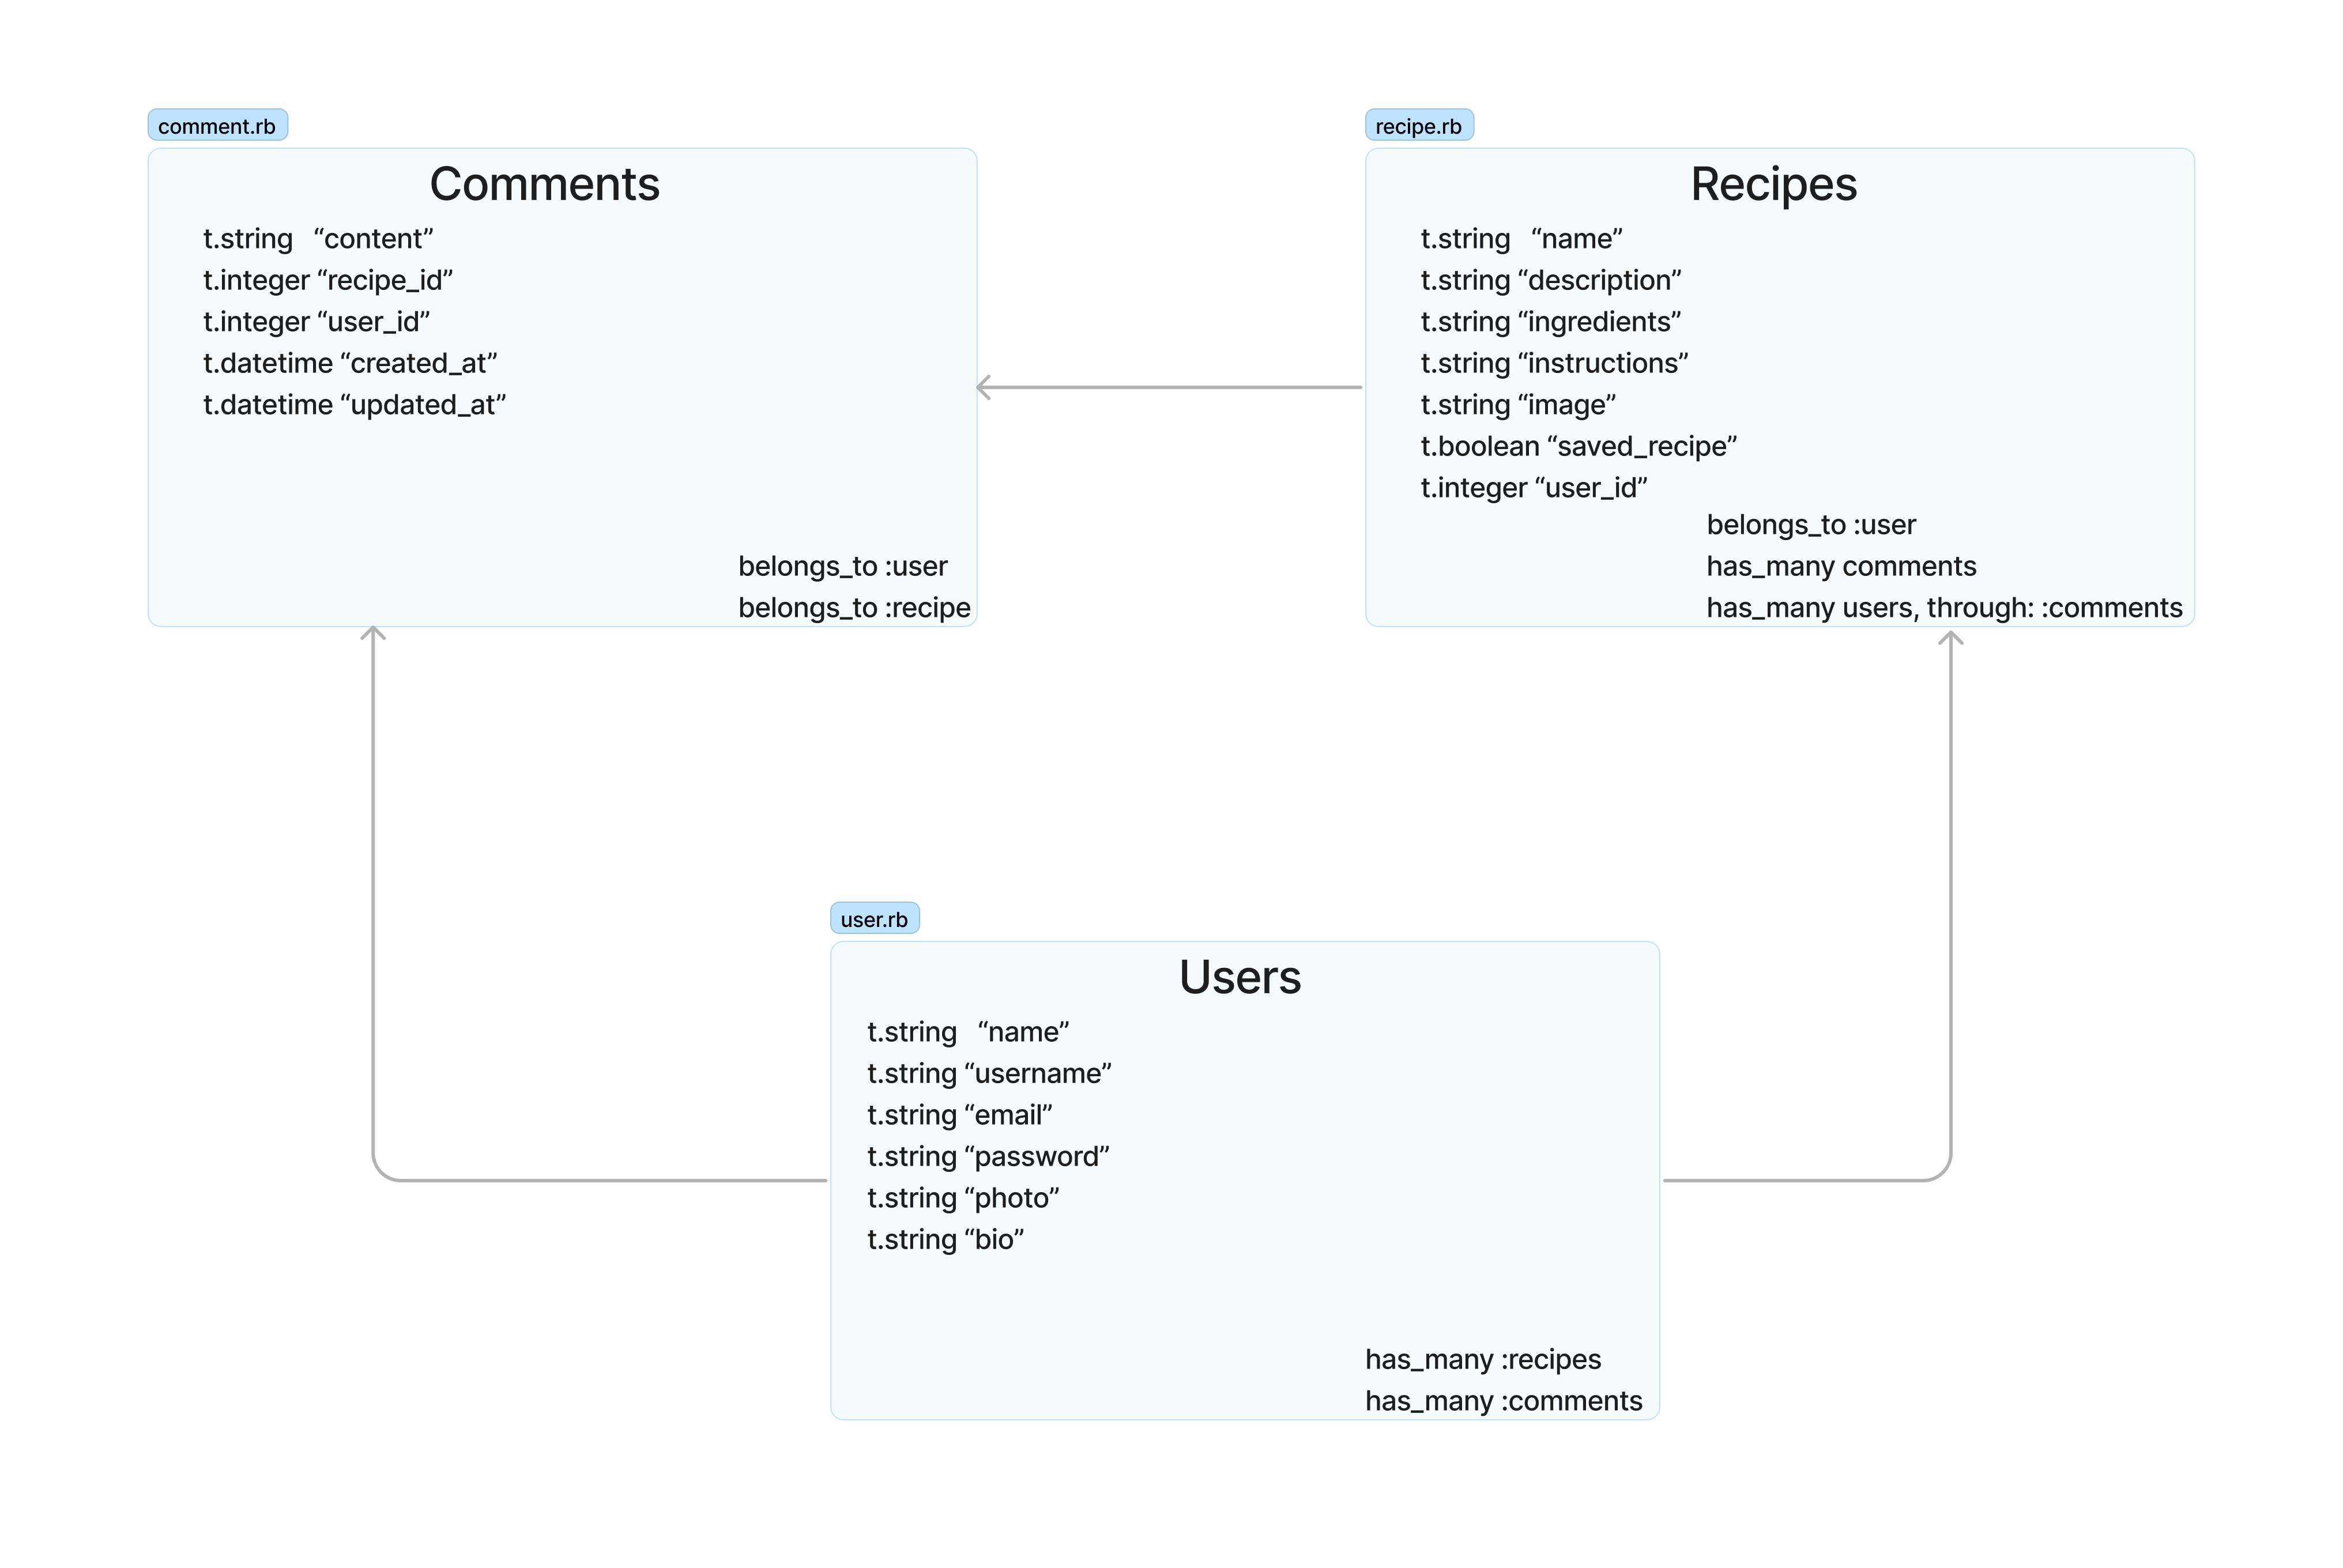 comment.rb
Comments
t.string “content”
t.integer “recipe_id”
t.integer “user_id”
t.datetime “created_at”
t.datetime “updated_at”
belongs_to :user
belongs_to :recipe
recipe.rb
Recipes
t.string “name”
t.string “description”
t.string “ingredients”
t.string “instructions”
t.string “image”
t.boolean “saved_recipe”
t.integer “user_id”
belongs_to :user
has_many comments
has_many users, through: :comments
user.rb
Users
t.string “name”
t.string “username”
t.string “email”
t.string “password”
t.string “photo”
t.string “bio”
has_many :recipes
has_many :comments